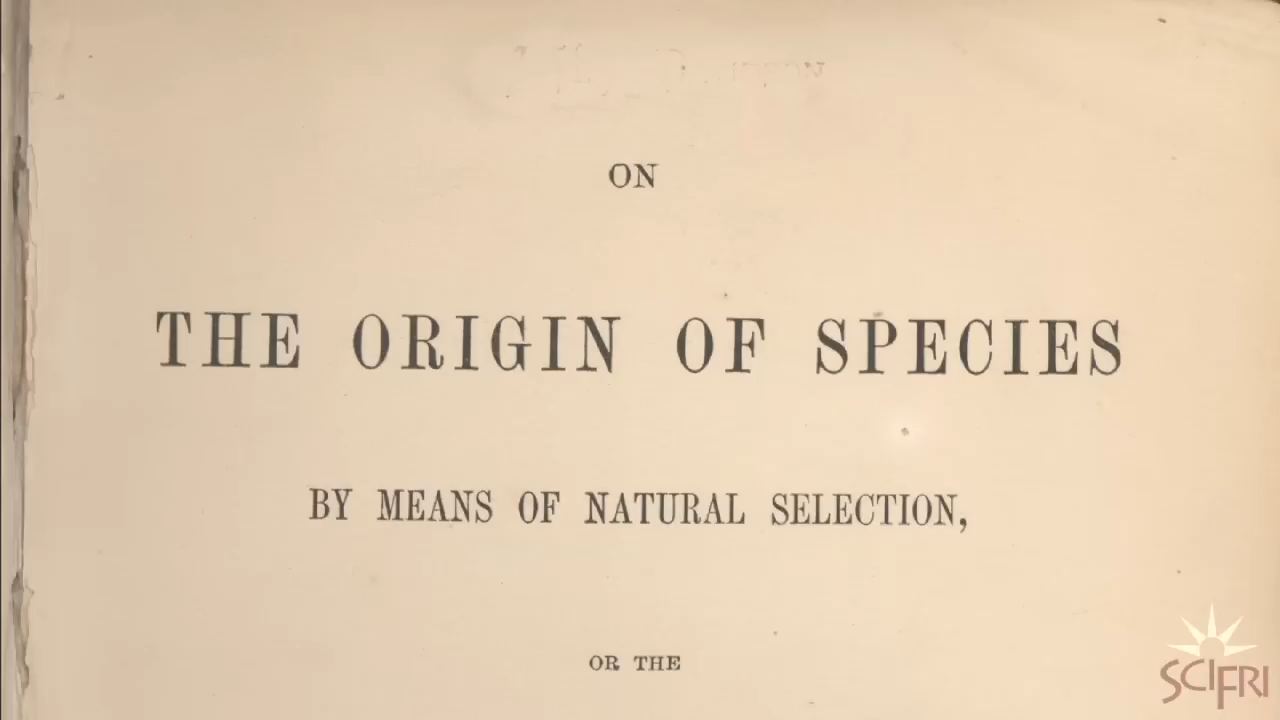 ON
THE ORIGIN OF SPECIES
BY MEANS OF NATURAL SELECTION,
OR THE
SCIFRI